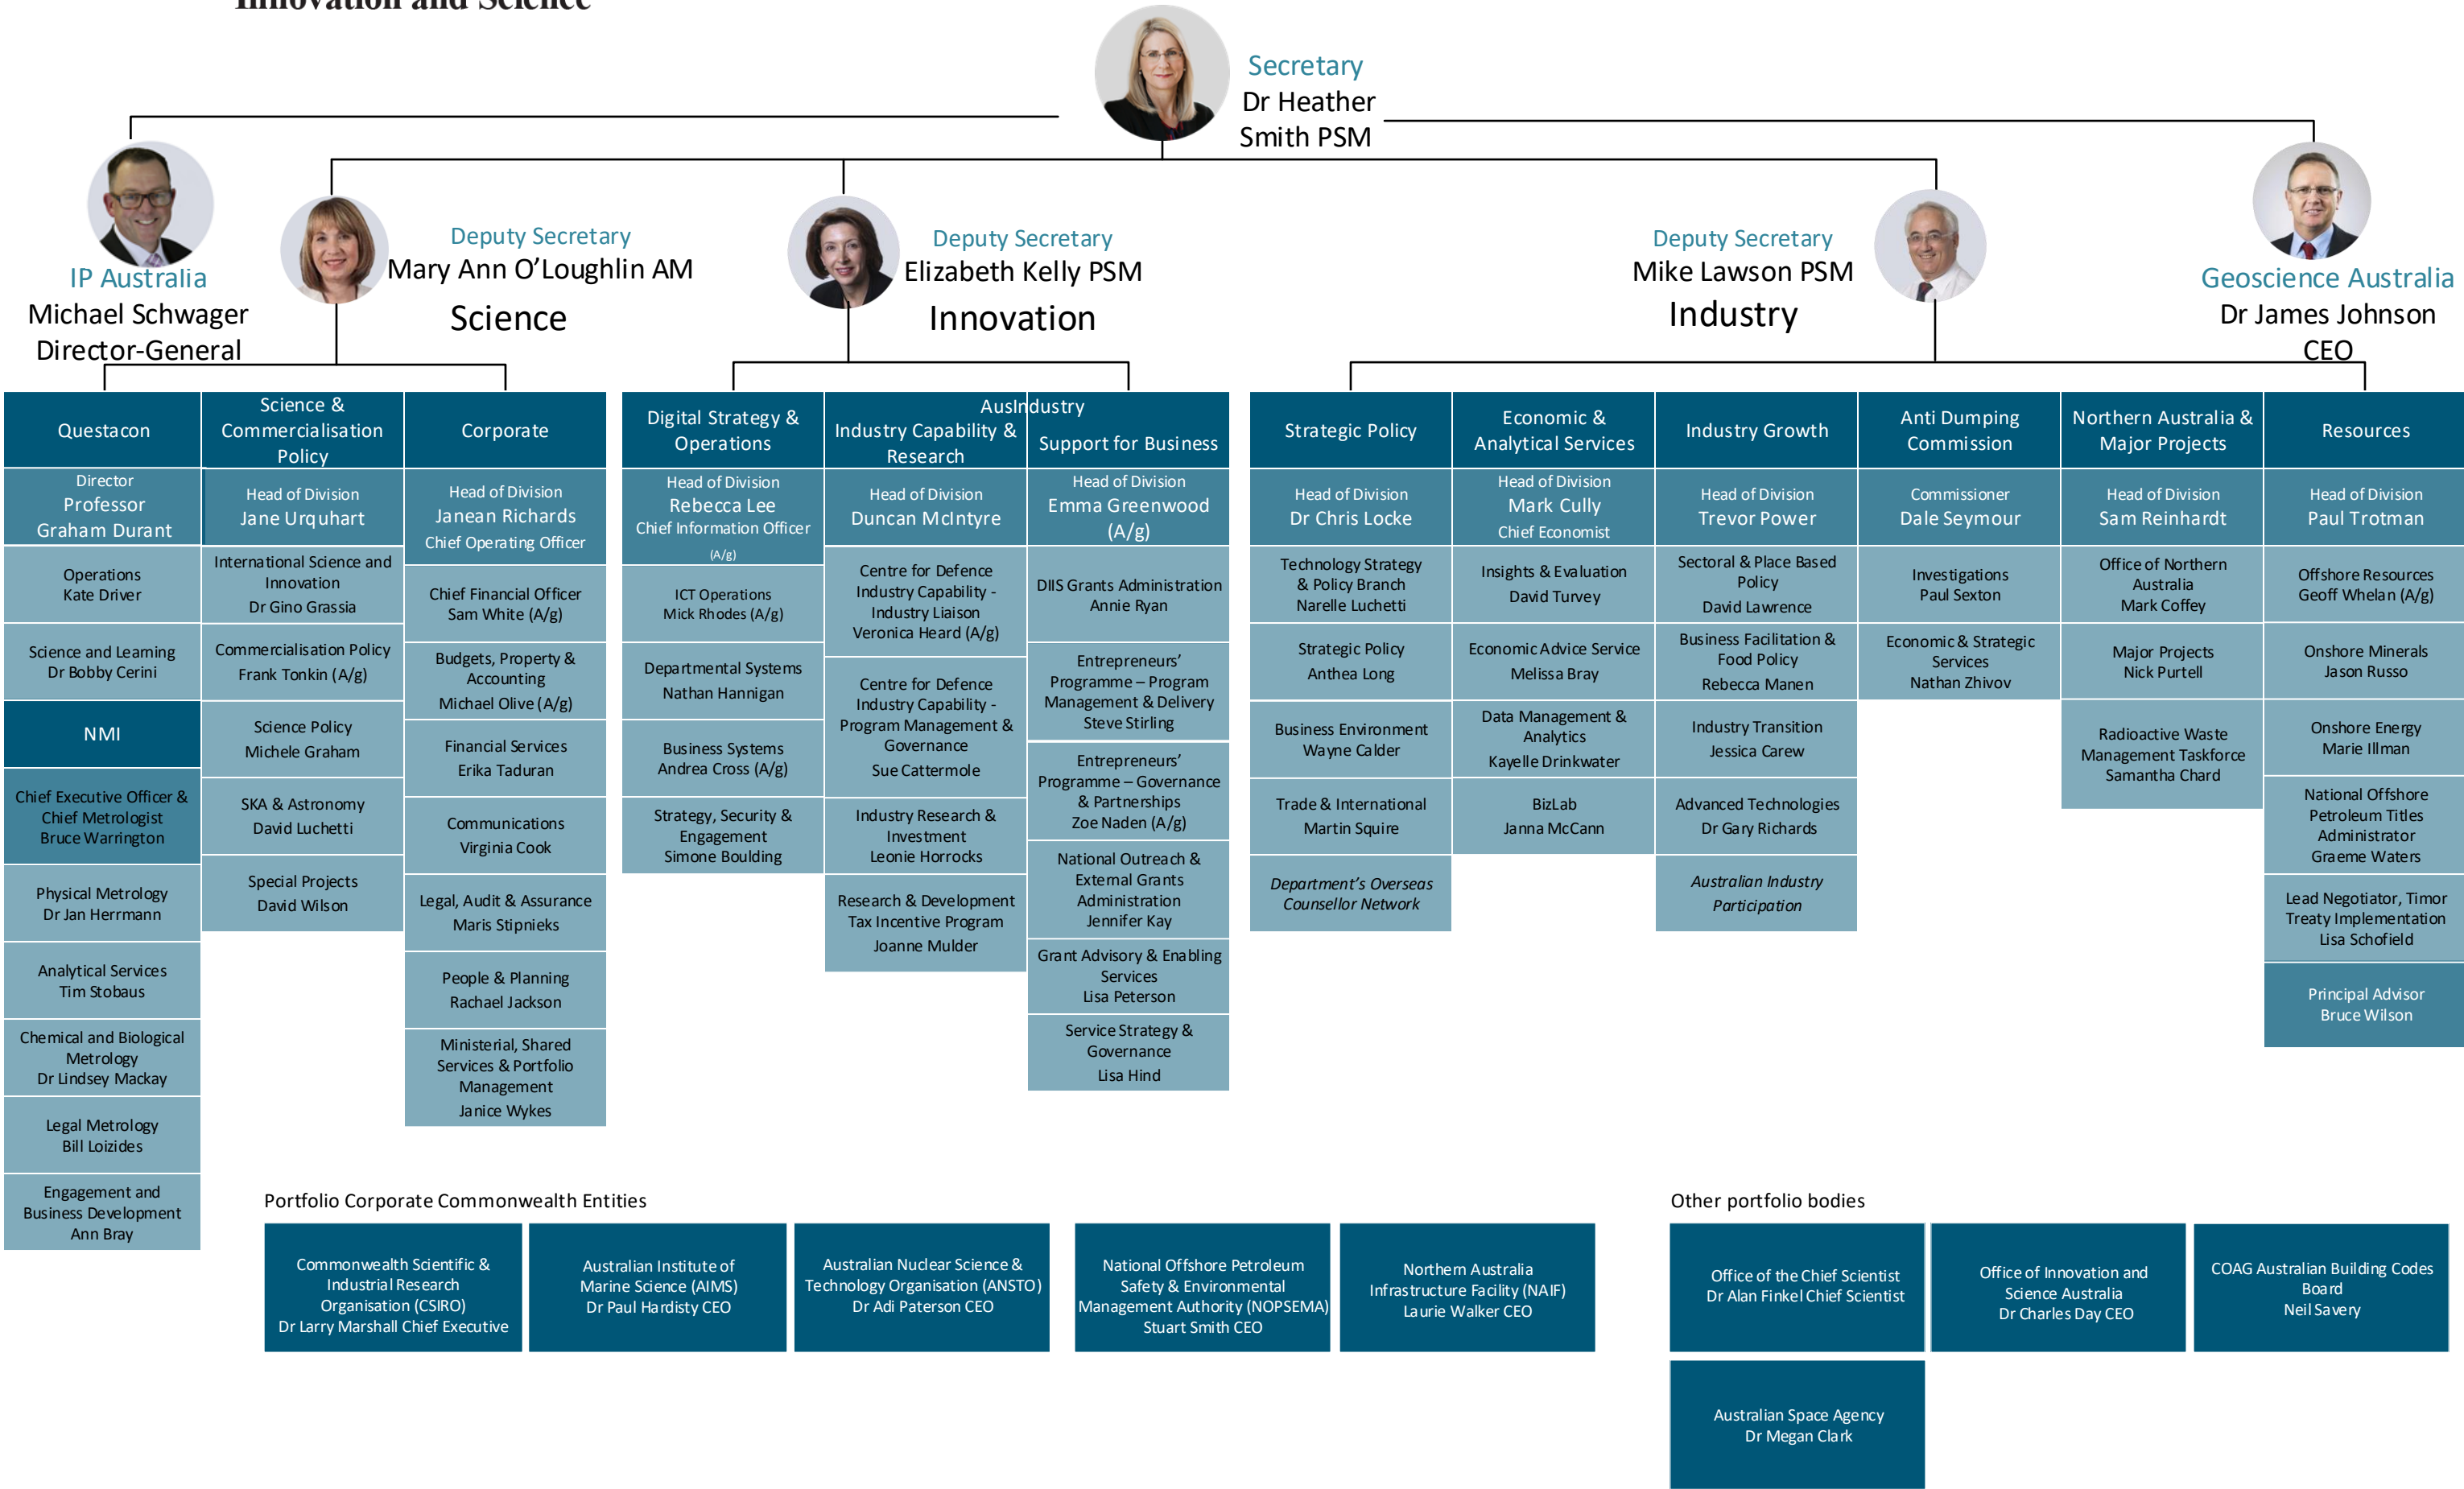 Innovation and Science
Secretary
Dr Heather
Smith PSM
IP Australia
Michael Schwager
Director-General
Deputy Secretary
Mary Ann O’Loughlin AM
Science
Deputy Secretary
Elizabeth Kelly PSM
Innovation
Deputy Secretary
Mike Lawson PSM
Industry
Geoscience Australia
Dr James Johnson
CEO
Questacon
Director
Professor
Graham Durant
Operations
Kate Driver
Science and Learning
Dr Bobby Cerini
NMI
Chief Executive Officer &
Chief Metrologist
Bruce Warrington
Physical Metrology
Dr Jan Herrmann
Analytical Services
Tim Stobaus
Chemical and Biological
Metrology
Dr Lindsey Mackay
Legal Metrology
Bill Loizides
Engagement and
Business Development
Ann Bray
Science &
Commercialisation
Policy
Head of Division
Jane Urquhart
International Science and
Innovation
Dr Gino Grassia
Commercialisation Policy
Frank Tonkin (A/g)
Science Policy
Michele Graham
SKA & Astronomy
David Luchetti
Special Projects
David Wilson
Corporate
Head of Division
Janean Richards
Chief Operating Officer
Chief Financial Officer
Sam White (A/g)
Budgets, Property &
Accounting
Michael Olive (A/g)
Financial Services
Erika Taduran
Communications
Virginia Cook
Legal, Audit & Assurance
Maris Stipnieks
People & Planning
Rachael Jackson
Ministerial, Shared
Services & Portfolio
Management
Janice Wykes
Digital Strategy &
Operations
Head of Division
Rebecca Lee
Chief Information Officer
(A/g)
ICT Operations
Mick Rhodes (A/g)
Departmental Systems
Nathan Hannigan
Business Systems
Andrea Cross (A/g)
Strategy, Security &
Engagement
Simone Boulding
AusIndustry
Industry Capability &
Research
Head of Division
Duncan McIntyre
Centre for Defence
Industry Capability -
Industry Liaison
Veronica Heard (A/g)
Centre for Defence
Industry Capability -
Program Management &
Governance
Sue Cattermole
Industry Research &
Investment
Leonie Horrocks
Research & Development
Tax Incentive Program
Joanne Mulder
Support for Business
Head of Division
Emma Greenwood
(A/g)
DIIS Grants Administration
Annie Ryan
Entrepreneurs’
Programme – Program
Management & Delivery
Steve Stirling
Entrepreneurs’
Programme – Governance
& Partnerships
Zoe Naden (A/g)
National Outreach &
External Grants
Administration
Jennifer Kay
Grant Advisory & Enabling
Services
Lisa Peterson
Service Strategy &
Governance
Lisa Hind
Strategic Policy
Head of Division
Dr Chris Locke
Technology Strategy
& Policy Branch
Narelle Luchetti
Strategic Policy
Anthea Long
Business Environment
Wayne Calder
Trade & International
Martin Squire
Department’s Overseas
Counsellor Network
Economic &
Analytical Services
Head of Division
Mark Cully
Chief Economist
Insights & Evaluation
David Turvey
Economic Advice Service
Melissa Bray
Data Management &
Analytics
Kayelle Drinkwater
BizLab
Janna McCann
Industry Growth
Head of Division
Trevor Power
Sectoral & Place Based
Policy
David Lawrence
Business Facilitation &
Food Policy
Rebecca Manen
Industry Transition
Jessica Carew
Advanced Technologies
Dr Gary Richards
Australian Industry
Participation
Anti Dumping
Commission
Commissioner
Dale Seymour
Investigations
Paul Sexton
Economic & Strategic
Services
Nathan Zhivov
Northern Australia &
Major Projects
Head of Division
Sam Reinhardt
Office of Northern
Australia
Mark Coffey
Major Projects
Nick Purtell
Radioactive Waste
Management Taskforce
Samantha Chard
Resources
Head of Division
Paul Trotman
Offshore Resources
Geoff Whelan (A/g)
Onshore Minerals
Jason Russo
Onshore Energy
Marie Illman
National Offshore
Petroleum Titles
Administrator
Graeme Waters
Lead Negotiator, Timor
Treaty Implementation
Lisa Schofield
Principal Advisor
Bruce Wilson
Portfolio Corporate Commonwealth Entities
Commonwealth Scientific &
Industrial Research
Organisation (CSIRO)
Dr Larry Marshall Chief Executive
Australian Institute of
Marine Science (AIMS)
Dr Paul Hardisty CEO
Australian Nuclear Science &
Technology Organisation (ANSTO)
Dr Adi Paterson CEO
National Offshore Petroleum
Safety & Environmental
Management Authority (NOPSEMA)
Stuart Smith CEO
Northern Australia
Infrastructure Facility (NAIF)
Laurie Walker CEO
Other portfolio bodies
Office of the Chief Scientist
Dr Alan Finkel Chief Scientist
Office of Innovation and
Science Australia
Dr Charles Day CEO
COAG Australian Building Codes
Board
Neil Savery
Australian Space Agency
Dr Megan Clark